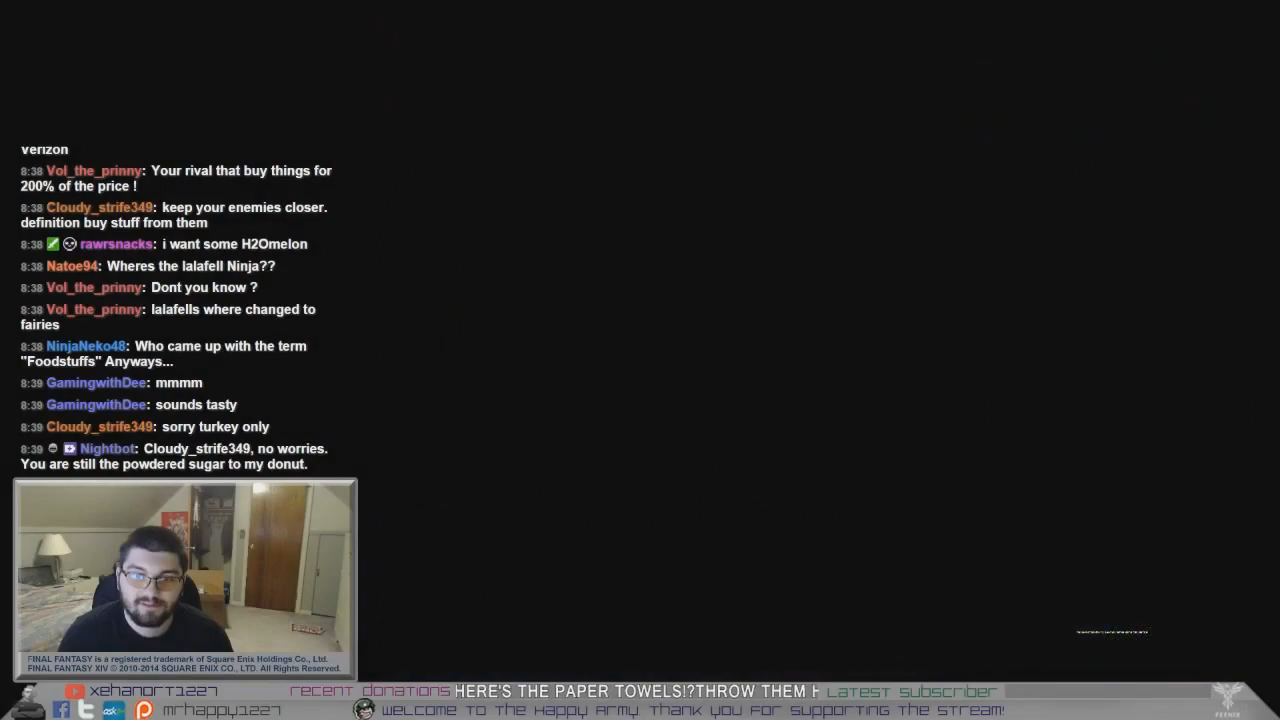 verizon
8:38 Vol_the_prinny: Your rival that buy things for
200% of the price !
8:38 Cloudy_strife349: keep your enemies closer.
definition buy stuff from them
8:38 rawrsnacks: i want some H2Omelon
8:38 Natoe94: Wheres the lalafell Ninja??
8:38 Vol_the_prinny: Dont you know ?
8:38 Vol_the_prinny: lalafells where changed to
fairies
8:38 NinjaNeko48: Who came up with the term
"Foodstuffs" Anyways...
8:39 GamingwithDee: mmmm
8:39 GamingwithDee: sounds tasty
8:39 Cloudy_strife349: sorry turkey only
8:39 Nightbot: Cloudy_strife349, no worries.
You are still the powdered sugar to my donut.
FINAL FANTASY is a registered trademark of Square Enix Holdings Co., Ltd.
FINAL FANTASY XIV © 2010-2014 SQUARE ENIX CO., LTD. All Rights Reserved.
xehanort1227 recent donations HERE'S THE PAPER TOWELS!?THROW THEM H Latest subscriber
ask mrhappy1227 Welcome to the Happy Army. Thank you for supporting the stream!
FEENIX